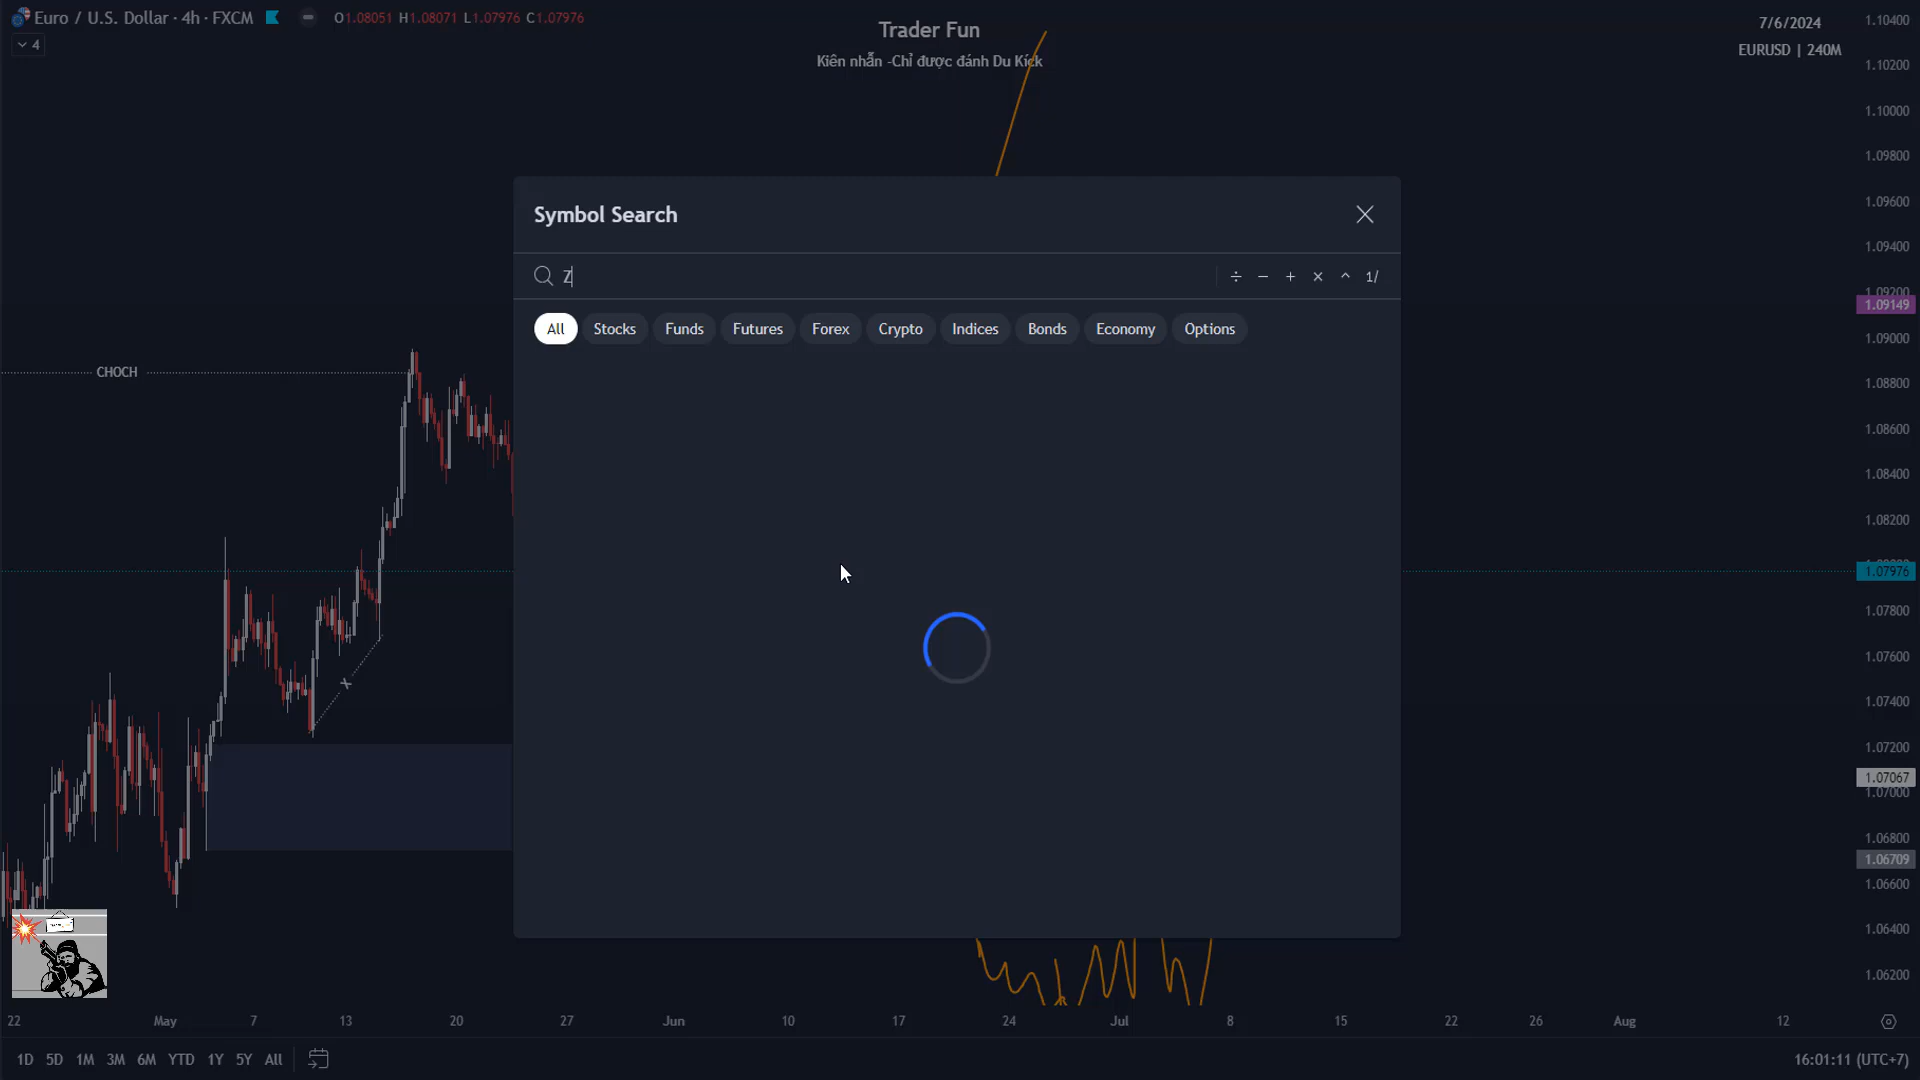 Euro / U.S. Dollar · 4h · FXCM
O1.08051 H1.08071 L1.07976 C1.07976
4
Trader Fun
Kiên nhẫn -Chỉ được đánh Du Kích
7/6/2024
EURUSD | 240M
Symbol Search
Z
÷ − + × ^ 1/
All Stocks Funds Futures Forex Crypto Indices Bonds Economy Options
CHOCH
1.10400
1.10200
1.10000
1.09800
1.09600
1.09400
1.09200
1.09149
1.09000
1.08800
1.08600
1.08400
1.08200
1.07976
1.07800
1.07600
1.07400
1.07200
1.07067
1.07000
1.06800
1.06709
1.06600
1.06400
1.06200
22 May 7 13 20 27 Jun 10 17 24 Jul 8 15 22 26 Aug 12
1D 5D 1M 3M 6M YTD 1Y 5Y All
16:01:11 (UTC+7)